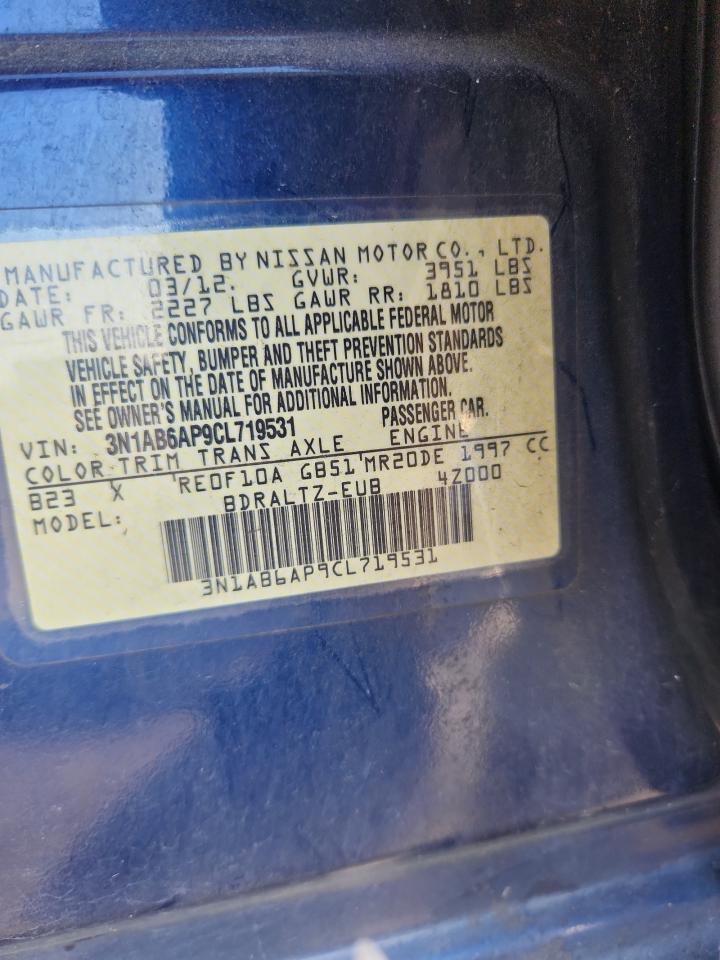 MANUFACTURED BY NISSAN MOTOR CO., LTD.
DATE: 03/12. GVWR: 3951 LBS
GAWR FR: 2227 LBS GAWR RR: 1810 LBS
THIS VEHICLE CONFORMS TO ALL APPLICABLE FEDERAL MOTOR
VEHICLE SAFETY, BUMPER AND THEFT PREVENTION STANDARDS
IN EFFECT ON THE DATE OF MANUFACTURE SHOWN ABOVE.
SEE OWNER'S MANUAL FOR ADDITIONAL INFORMATION.
VIN: 3N1AB6AP9CL719531 PASSENGER CAR.
COLOR TRIM TRANS AXLE ENGINE
B23 X RE0F10A GB51 MR20DE 1997 CC
MODEL: BDRALTZ-EUB 4Z000
3N1AB6AP9CL719531